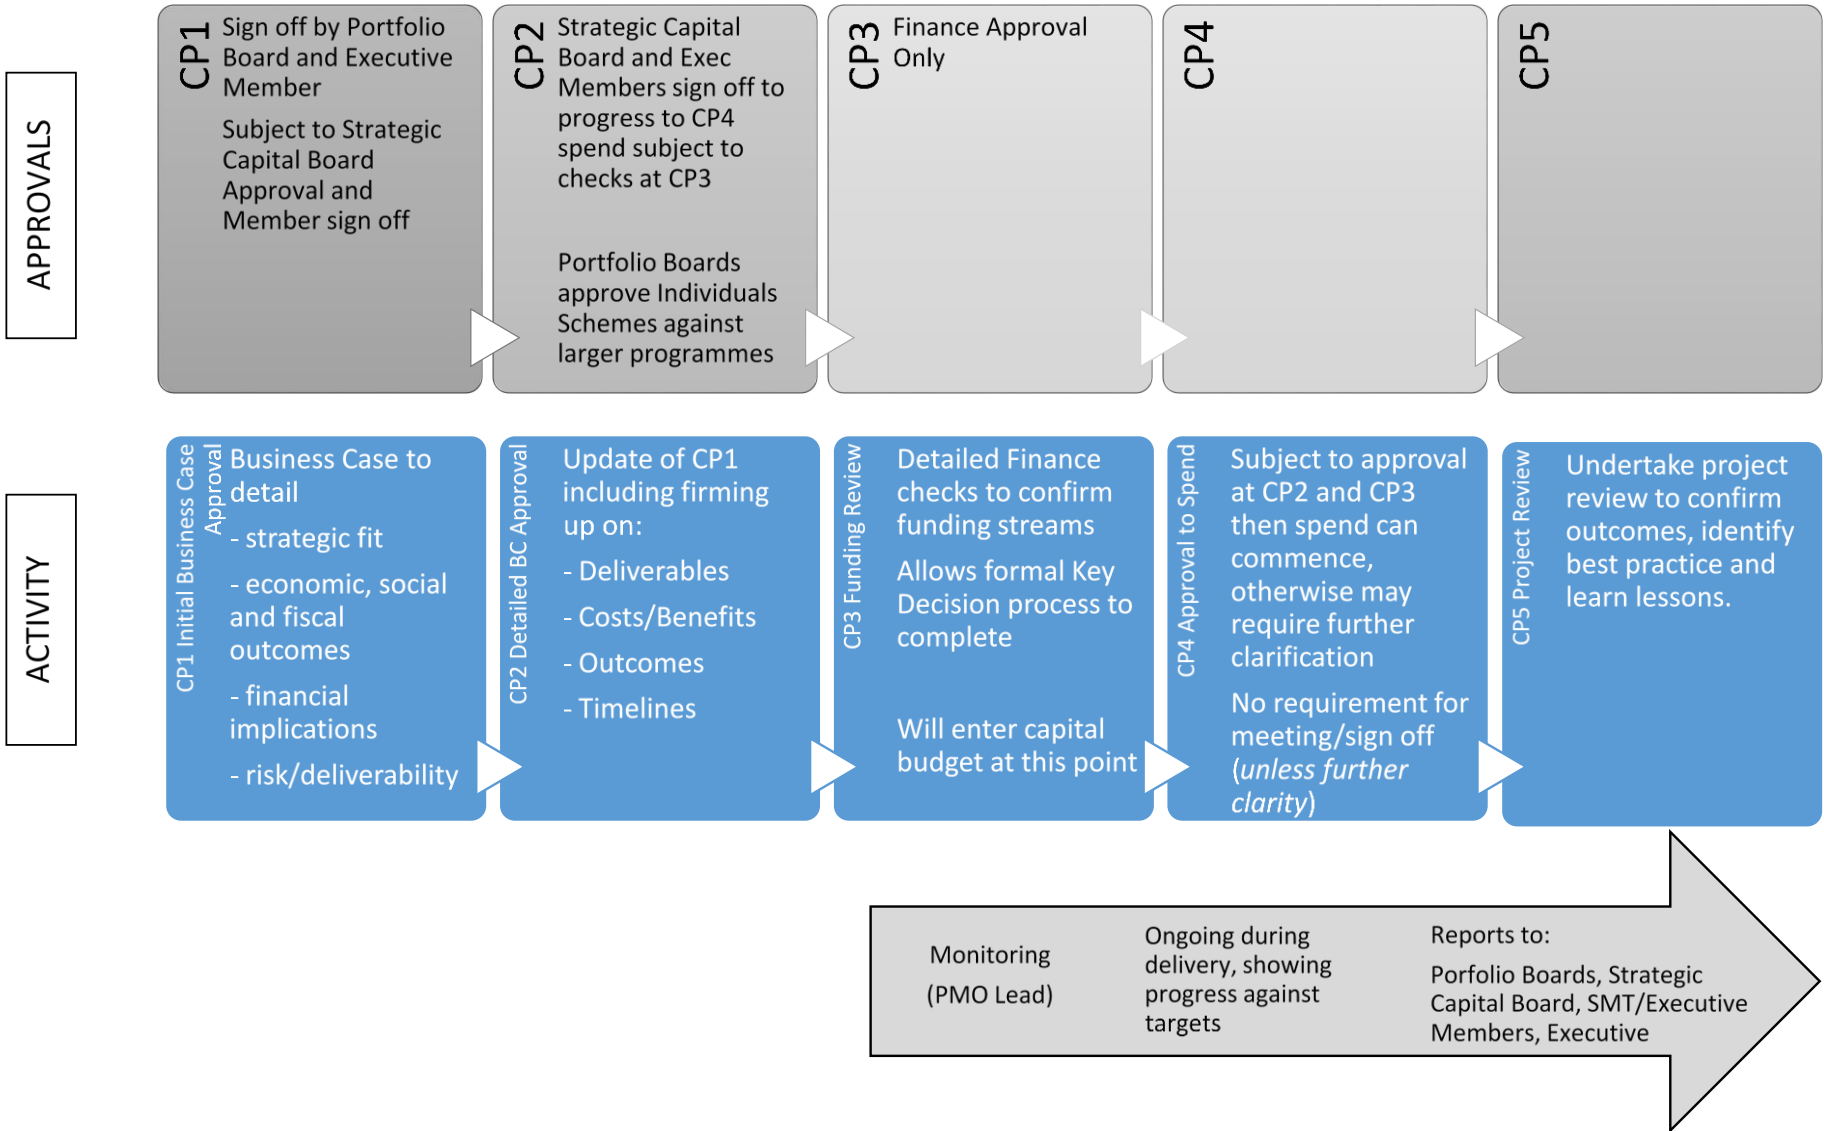 APPROVALS
CP1
Sign off by Portfolio
Board and Executive
Member
Subject to Strategic
Capital Board
Approval and
Member sign off
CP2
Strategic Capital
Board and Exec
Members sign off to
progress to CP4
spend subject to
checks at CP3
Portfolio Boards
approve Individuals
Schemes against
larger programmes
CP3
Finance Approval
Only
CP4
CP5
ACTIVITY
CP1 Initial Business Case
Approval
Business Case to
detail
- strategic fit
- economic, social
and fiscal
outcomes
- financial
implications
- risk/deliverability
CP2 Detailed BC Approval
Update of CP1
including firming
up on:
- Deliverables
- Costs/Benefits
- Outcomes
- Timelines
CP3 Funding Review
Detailed Finance
checks to confirm
funding streams
Allows formal Key
Decision process to
complete
Will enter capital
budget at this point
CP4 Approval to Spend
Subject to approval
at CP2 and CP3
then spend can
commence,
otherwise may
require further
clarification
No requirement for
meeting/sign off
(unless further
clarity)
CP5 Project Review
Undertake project
review to confirm
outcomes, identify
best practice and
learn lessons.
Monitoring
(PMO Lead)
Ongoing during
delivery, showing
progress against
targets
Reports to:
Porfolio Boards, Strategic
Capital Board, SMT/Executive
Members, Executive